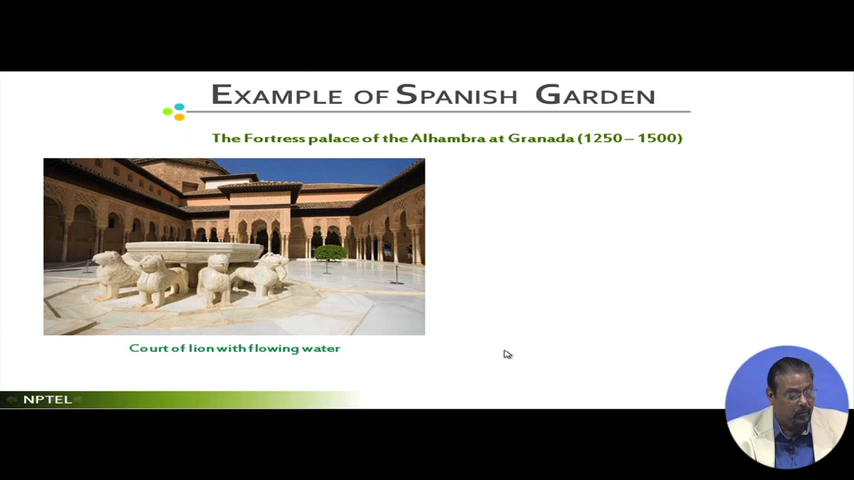 EXAMPLE OF SPANISH GARDEN
The Fortress palace of the Alhambra at Granada (1250 – 1500)
Court of lion with flowing water
NPTEL